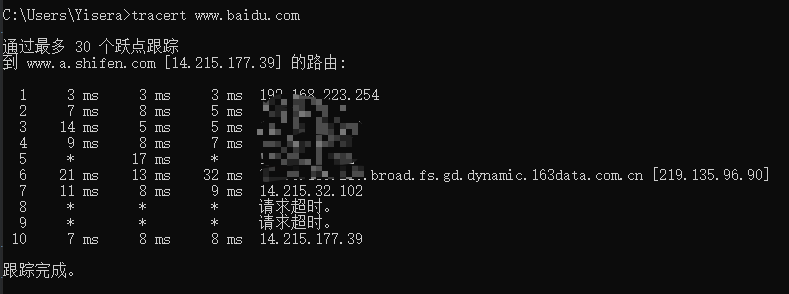 C:\Users\Yisera>tracert www.baidu.com
通过最多 30 个跃点跟踪
到 www.a.shifen.com [14.215.177.39] 的路由:
1 3 ms 3 ms 3 ms 192.168.223.254
2 7 ms 8 ms 5 ms
3 14 ms 5 ms 5 ms
4 9 ms 8 ms 7 ms
5 * 17 ms *
6 21 ms 13 ms 32 ms .broad.fs.gd.dynamic.163data.com.cn [219.135.96.90]
7 11 ms 8 ms 9 ms 14.215.32.102
8 * * * 请求超时。
9 * * * 请求超时。
10 7 ms 8 ms 8 ms 14.215.177.39
跟踪完成。